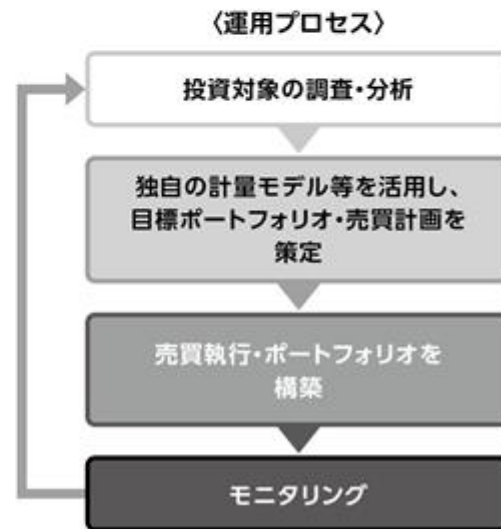 〈運用プロセス〉
投資対象の調査・分析
独自の計量モデル等を活用し、
目標ポートフォリオ・売買計画を
策定
売買執行・ポートフォリオを
構築
モニタリング